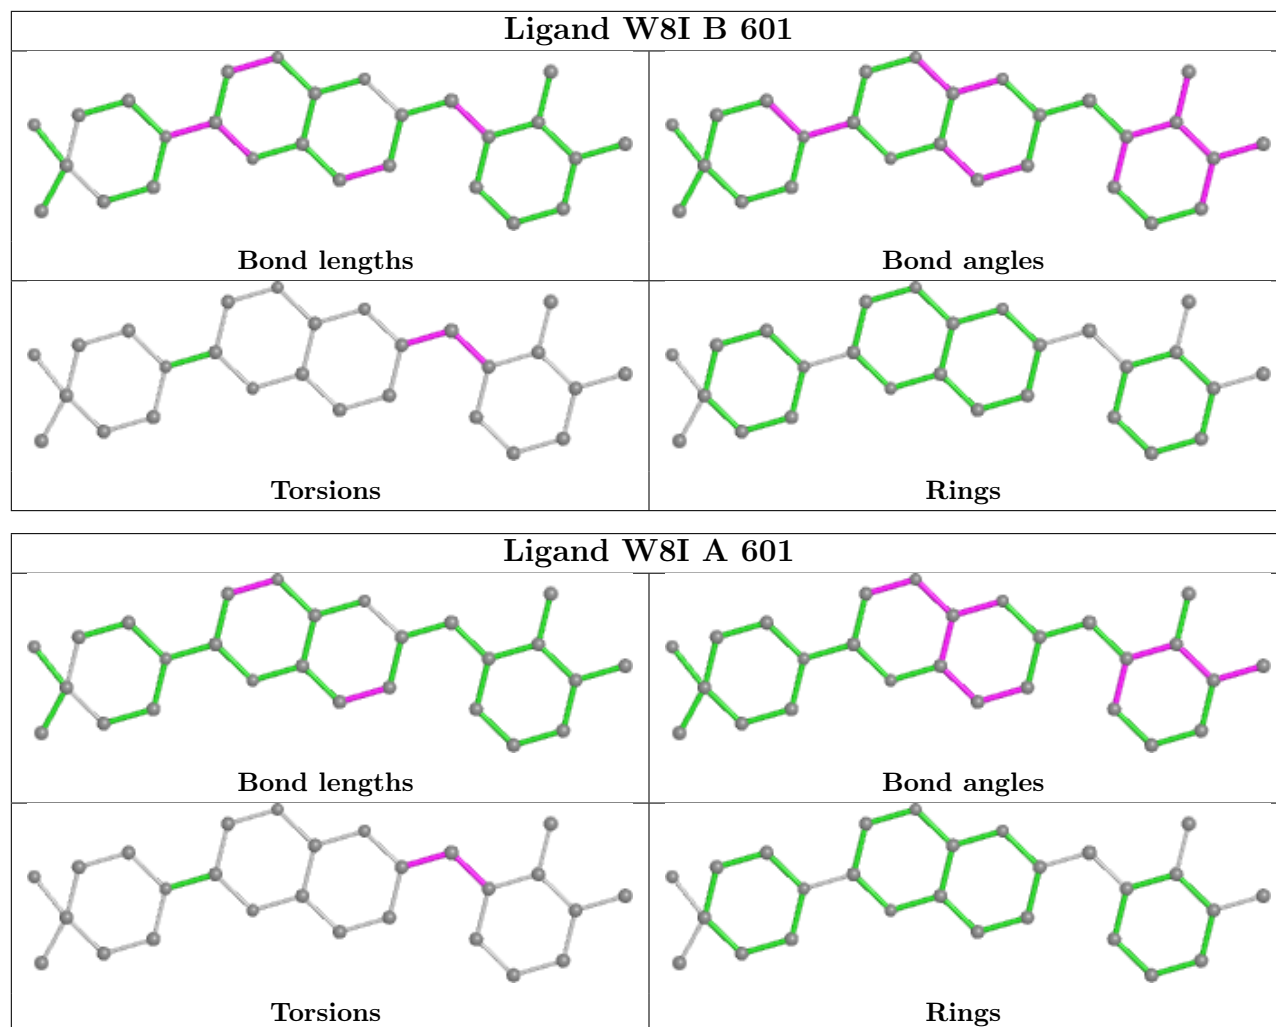 Ligand W8I B 601
Bond lengths
Bond angles
Torsions
Rings
Ligand W8I A 601
Bond lengths
Bond angles
Torsions
Rings